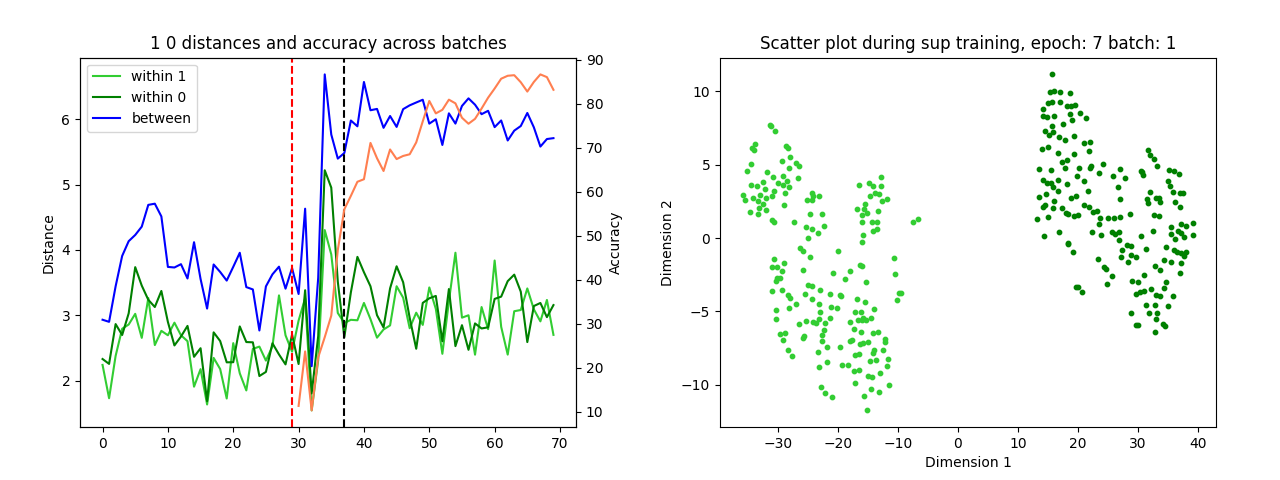 1 0 distances and accuracy across batches
within 1
within 0
between
Distance
6
5
4
3
2
0 10 20 30 40 50 60 70
Accuracy
90
80
70
60
50
40
30
20
10
Scatter plot during sup training, epoch: 7 batch: 1
Dimension 2
10
5
0
−5
−10
−30 −20 −10 0 10 20 30 40
Dimension 1